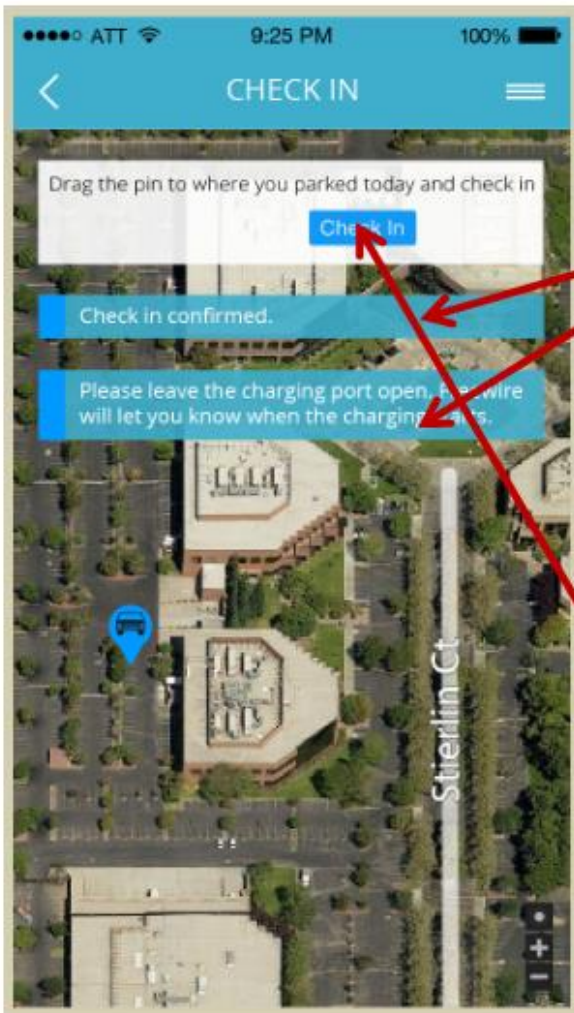 ATT 9:25 PM 100%
CHECK IN
Drag the pin to where you parked today and check in
Check In
Check in confirmed.
Please leave the charging port open. Freewire
will let you know when the charging starts.
Stierlin Ct